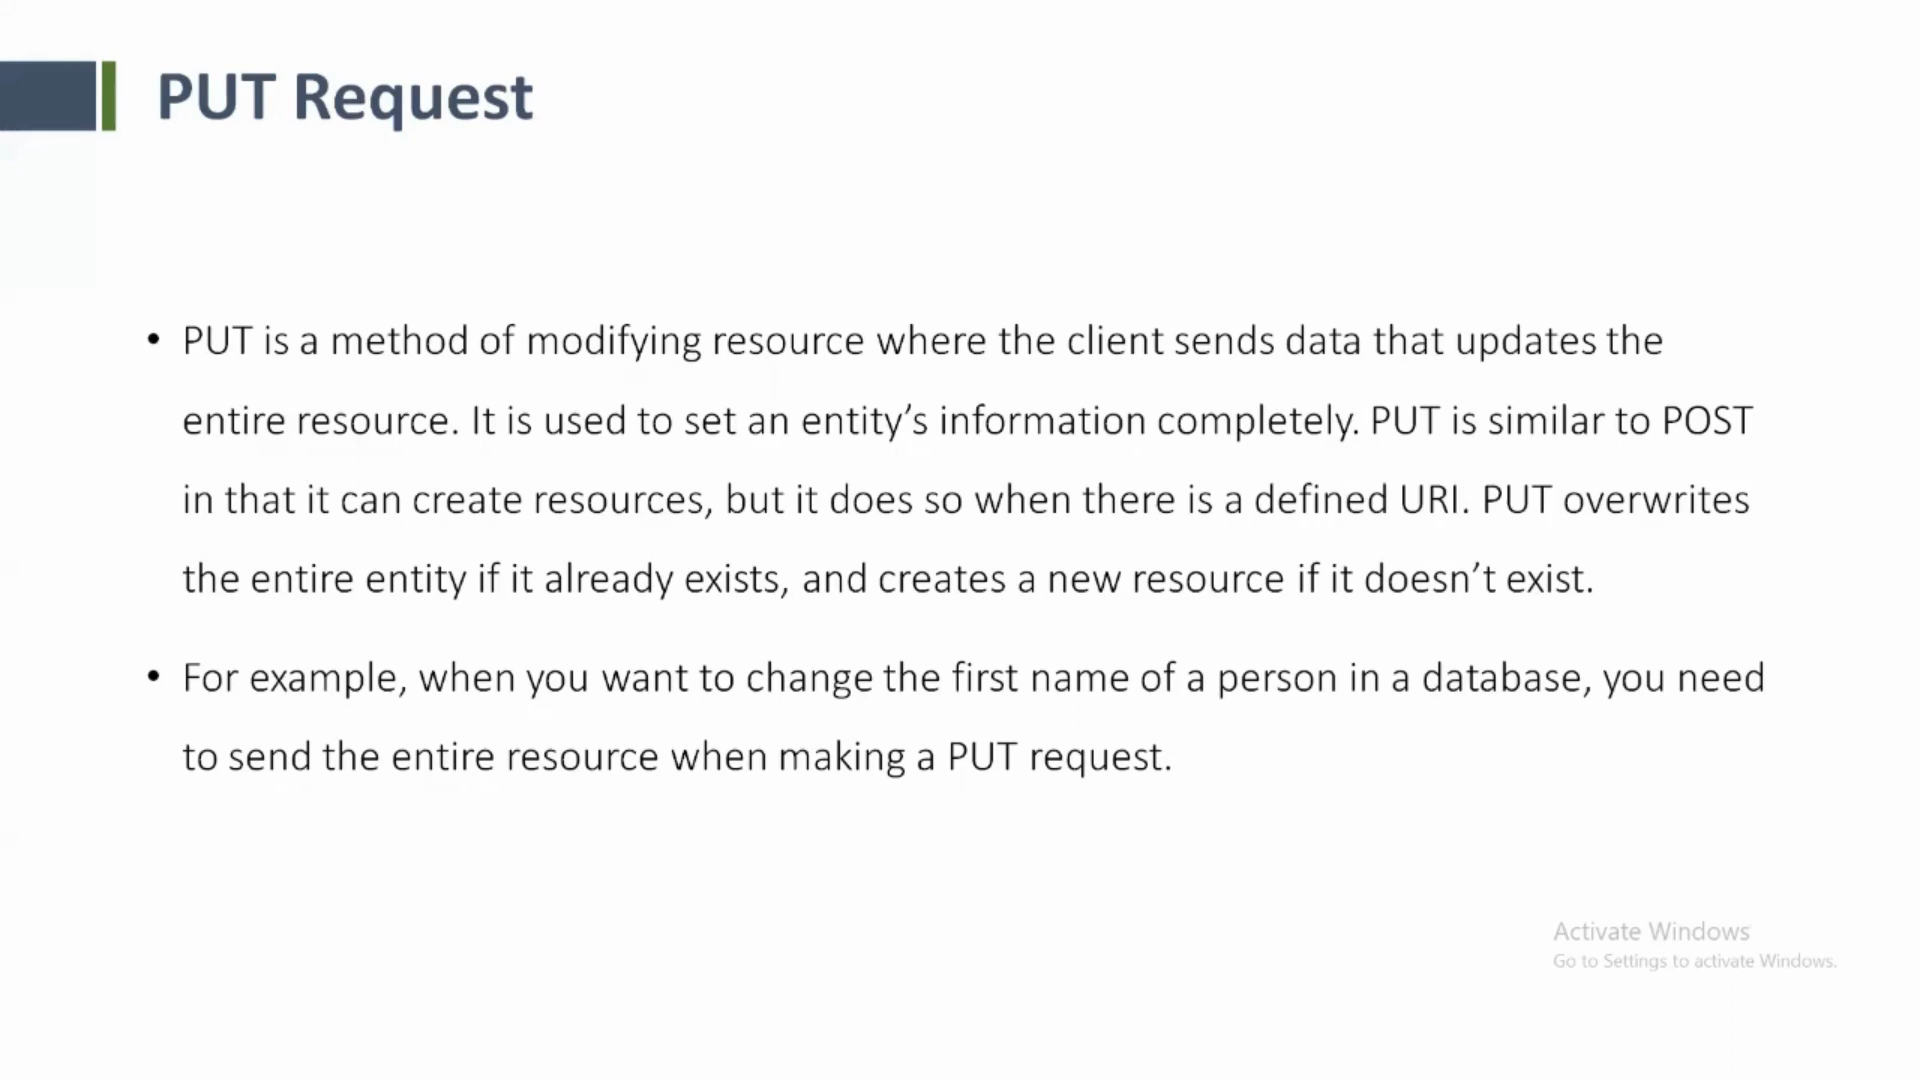 PUT Request
• PUT is a method of modifying resource where the client sends data that updates the
entire resource. It is used to set an entity’s information completely. PUT is similar to POST
in that it can create resources, but it does so when there is a defined URI. PUT overwrites
the entire entity if it already exists, and creates a new resource if it doesn’t exist.
• For example, when you want to change the first name of a person in a database, you need
to send the entire resource when making a PUT request.
Activate Windows
Go to Settings to activate Windows.